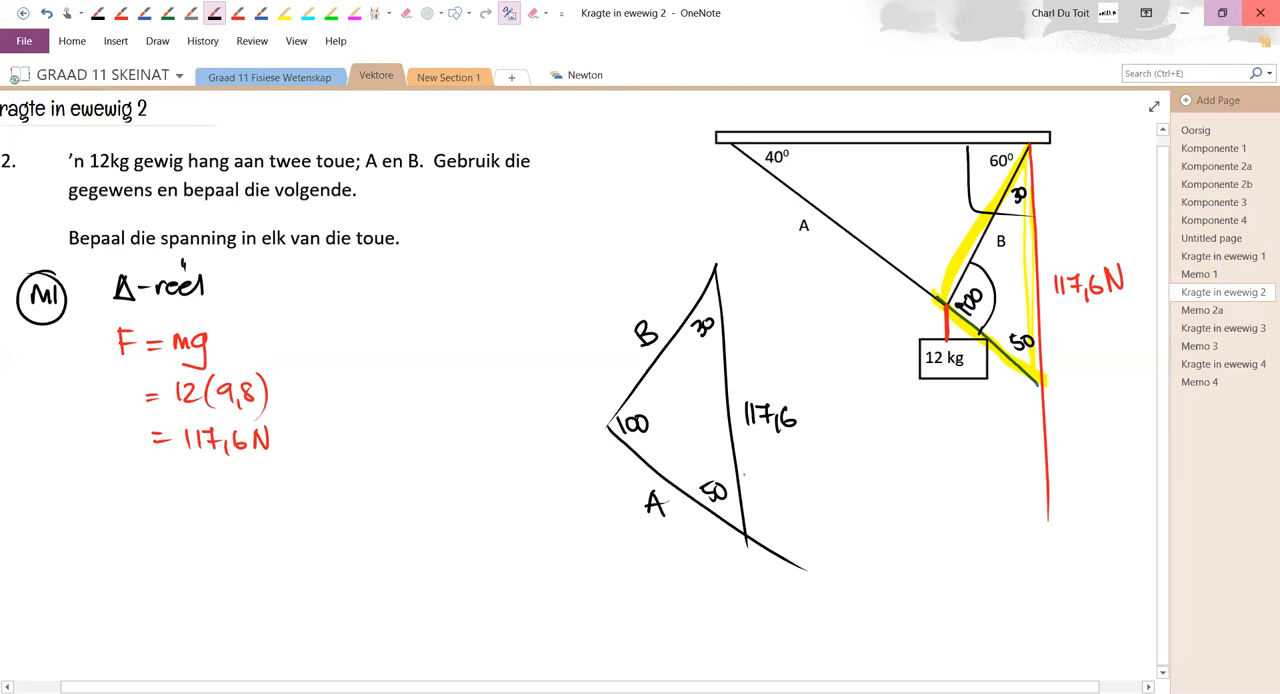 Kragte in ewewig 2 - OneNote
Charl Du Toit
File Home Insert Draw History Review View Help
GRAAD 11 SKEINAT
Graad 11 Fisiese Wetenskap
Vektore
New Section 1
+
Newton
Search (Ctrl+E)
ragte in ewewig 2
2. ’n 12kg gewig hang aan twee toue; A en B. Gebruik die
gegewens en bepaal die volgende.
Bepaal die spanning in elk van die toue.
M1
Δ-reël
F = mg
= 12(9,8)
= 117,6N
B
30
100
117,6
50
A
40⁰
60⁰
30
A
B
117,6N
100
50
12 kg
Add Page
Oorsig
Komponente 1
Komponente 2a
Komponente 2b
Komponente 3
Komponente 4
Untitled page
Kragte in ewewig 1
Memo 1
Kragte in ewewig 2
Memo 2a
Kragte in ewewig 3
Memo 3
Kragte in ewewig 4
Memo 4